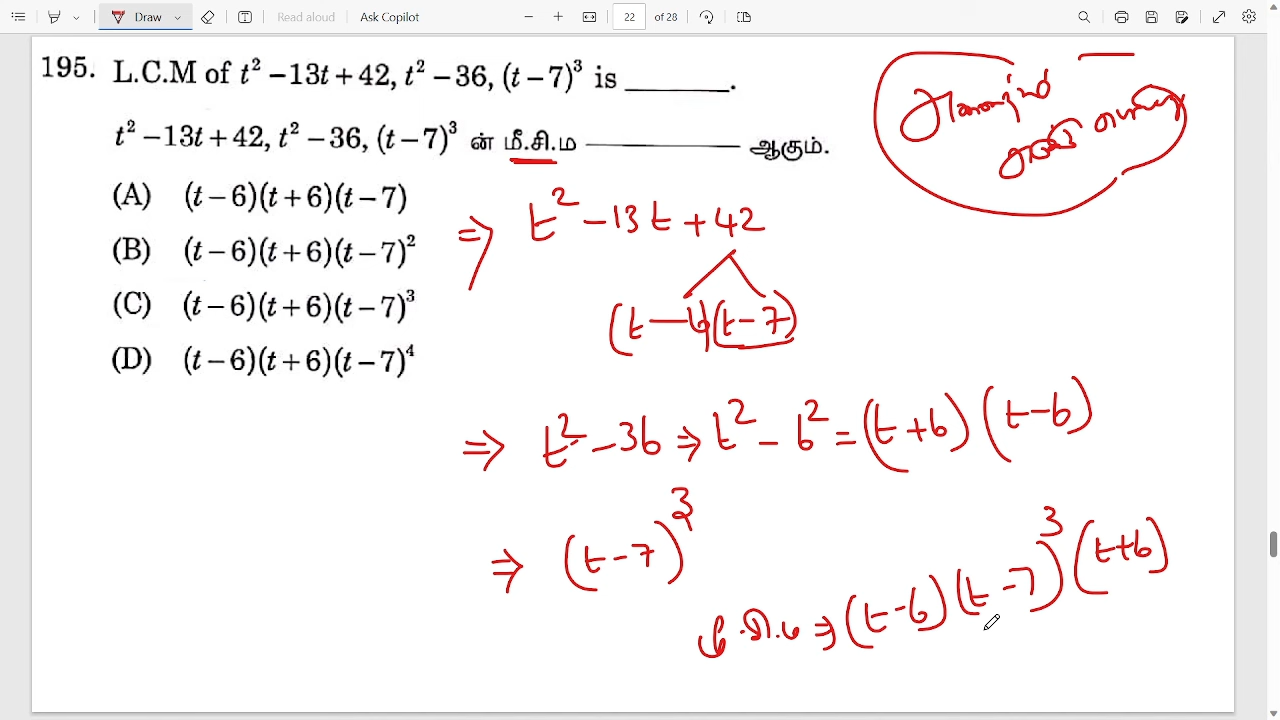 Draw
Read aloud
Ask Copilot
22
of 28
195. L.C.M of t² − 13t + 42, t² − 36, (t − 7)³ is ________.
t² − 13t + 42, t² − 36, (t − 7)³ ன் மீ.சி.ம ________ ஆகும்.
(A) (t − 6)(t + 6)(t − 7)
(B) (t − 6)(t + 6)(t − 7)²
(C) (t − 6)(t + 6)(t − 7)³
(D) (t − 6)(t + 6)(t − 7)⁴
⇒ t² − 13t + 42
(t − 6)(t − 7)
⇒ t² − 36 ⇒ t² − 6² = (t + 6)(t − 6)
⇒ (t − 7)³
மீ.சி.ம ⇒ (t − 6)(t − 7)³(t + 6)